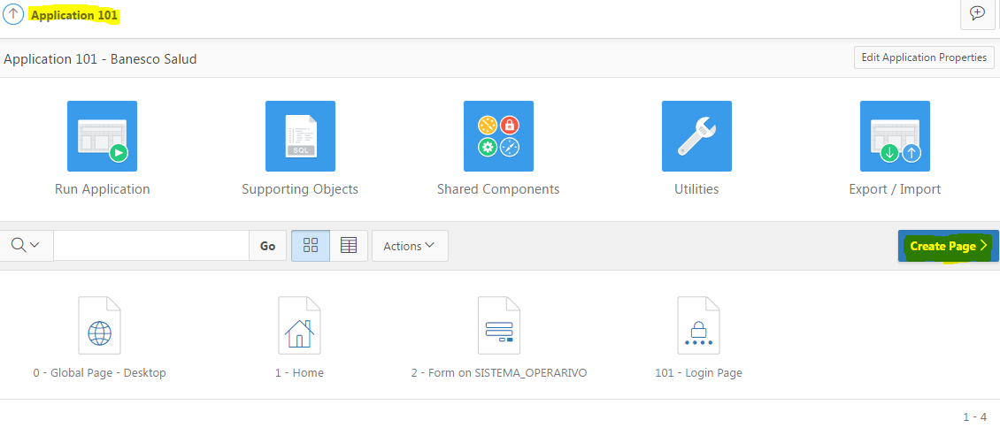 Application 101
Application 101 - Banesco Salud
Edit Application Properties
SQL
Run Application
Supporting Objects
Shared Components
Utilities
Export / Import
Go
Actions
Create Page
0 - Global Page - Desktop
1 - Home
2 - Form on SISTEMA_OPERARIVO
101 - Login Page
1 - 4